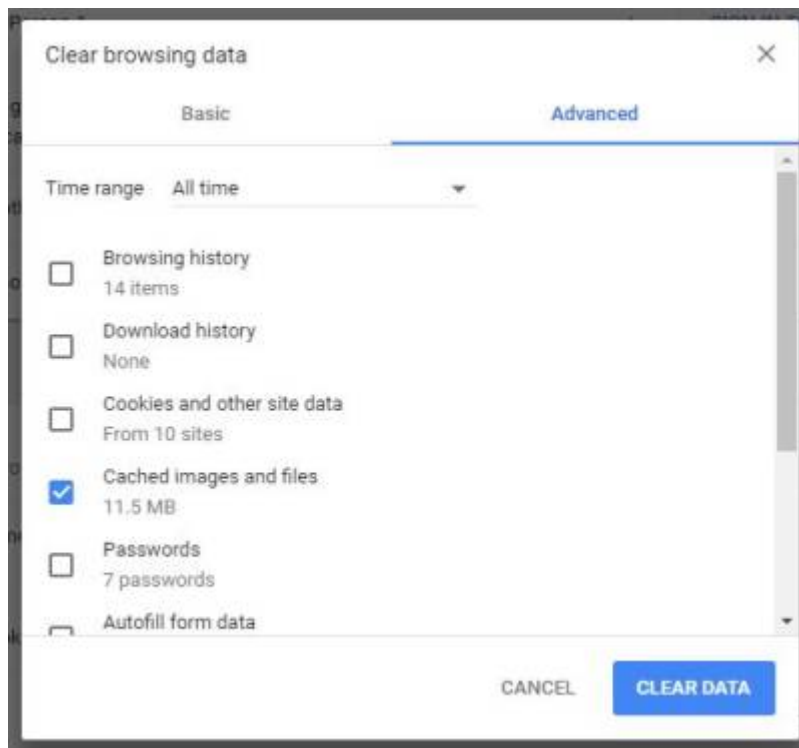 Clear browsing data
Basic
Advanced
Time range
All time
Browsing history
14 items
Download history
None
Cookies and other site data
From 10 sites
Cached images and files
11.5 MB
Passwords
7 passwords
Autofill form data
CANCEL
CLEAR DATA